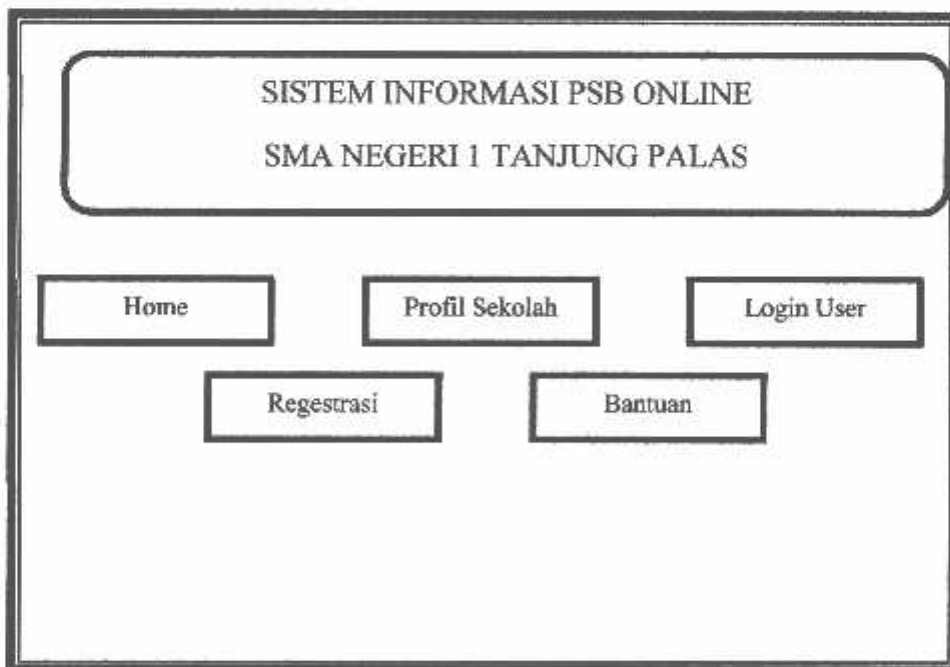 SISTEM INFORMASI PSB ONLINE
SMA NEGERI 1 TANJUNG PALAS
Home
Profil Sekolah
Login User
Regestrasi
Bantuan